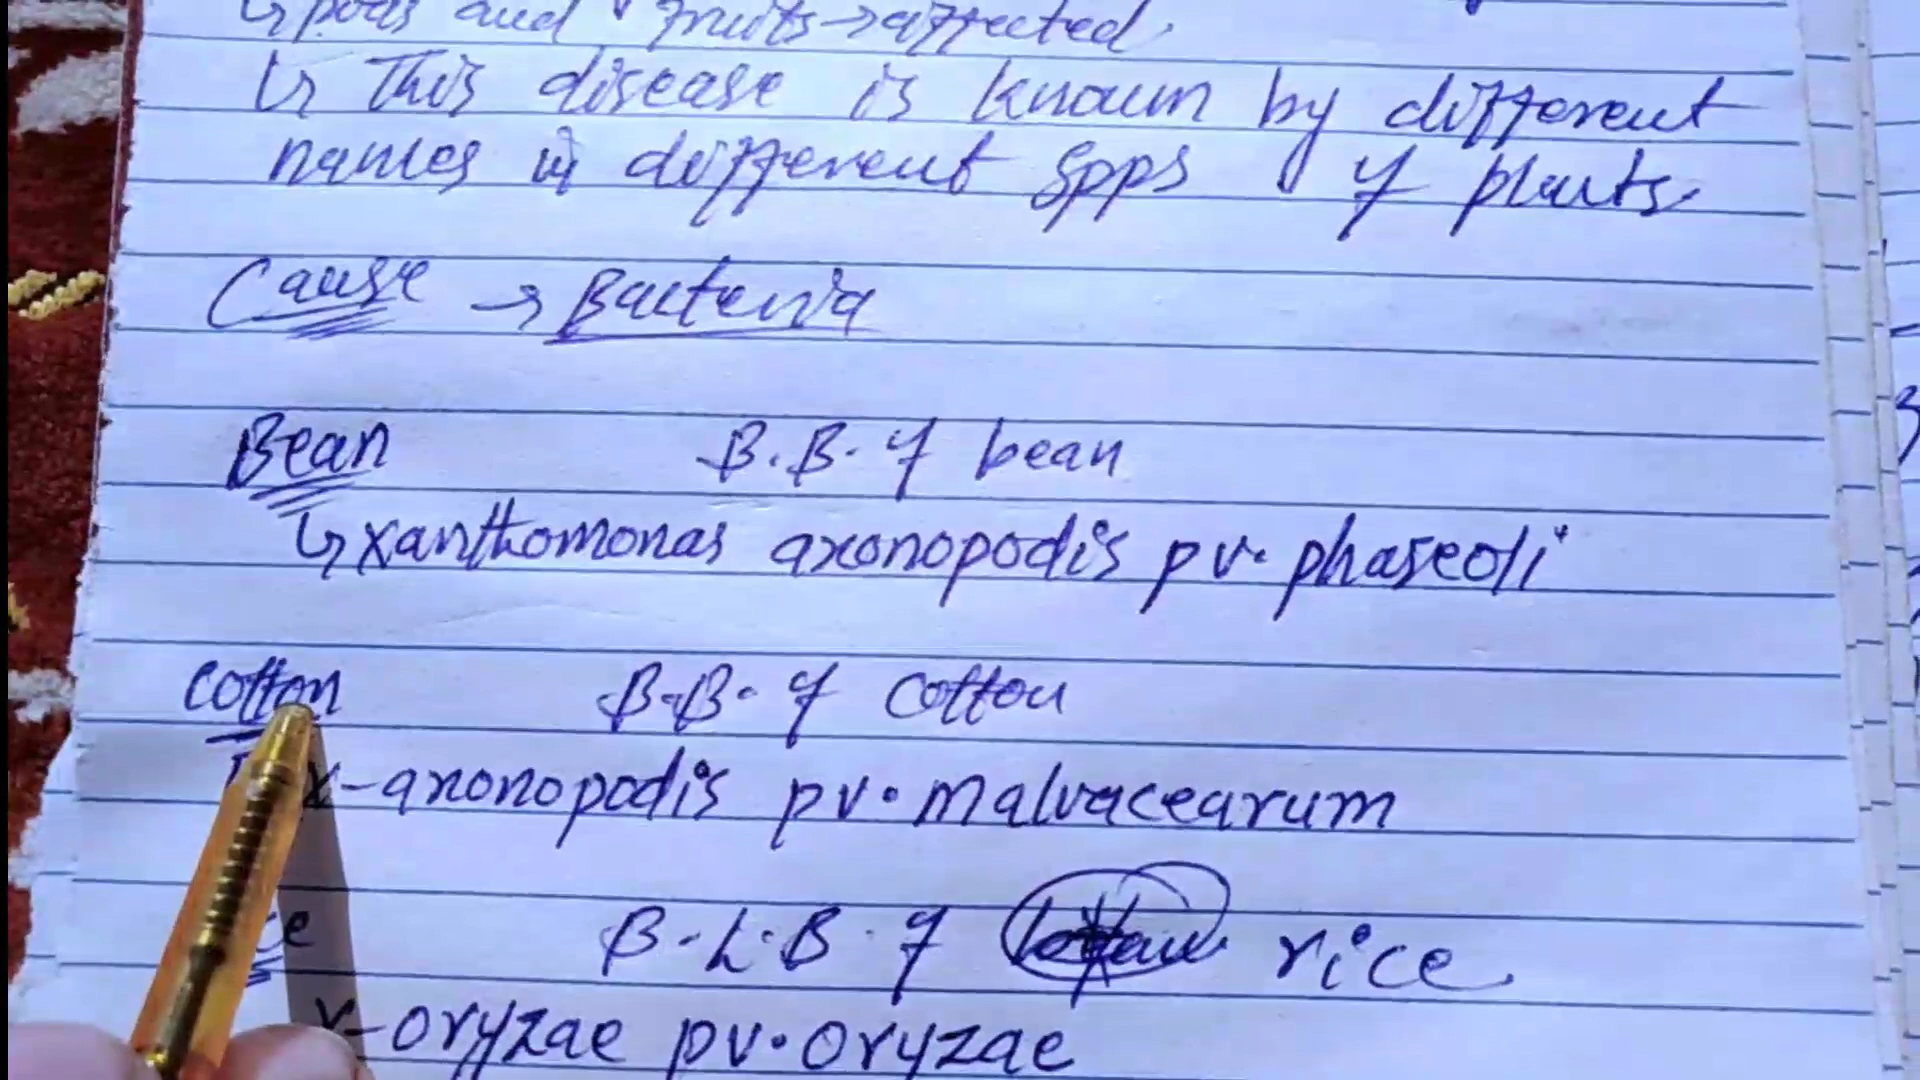 ↳ pods and fruits → affected.
↳ This disease is known by different
names in different Spps of plants.
Cause → Bacteria
Bean B.B. of bean
↳ xanthomonas axonopodis pv. phaseoli
Cotton B.B. of Cotton
x-axonopodis pv. malvacearum
B.L.B. of rice.
x-oryzae pv. oryzae